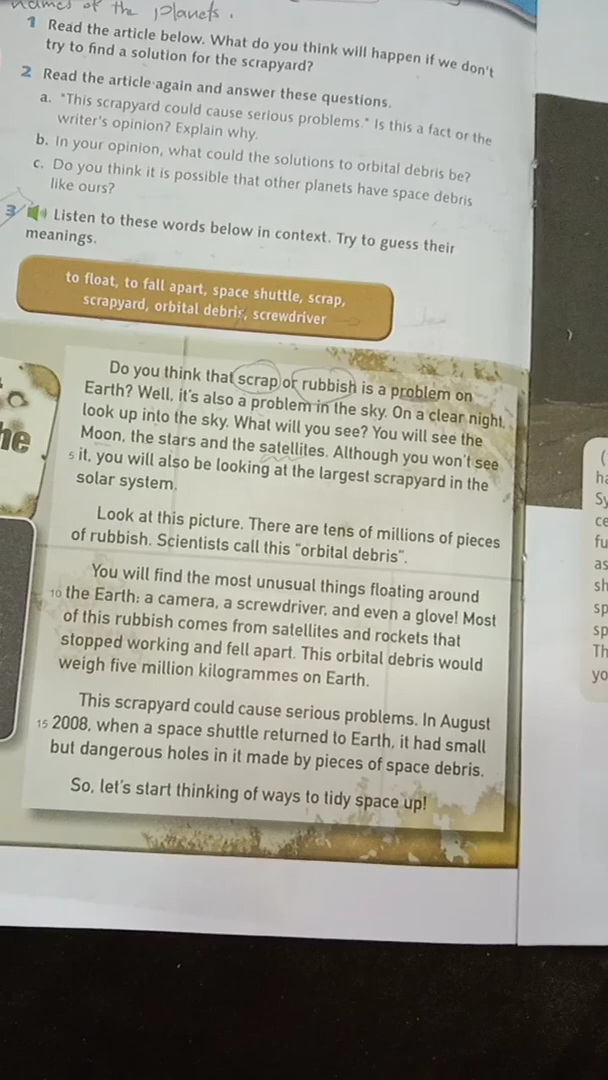 names of the planets.
1 Read the article below. What do you think will happen if we don't
try to find a solution for the scrapyard?
2 Read the article again and answer these questions.
a. "This scrapyard could cause serious problems." Is this a fact or the
writer's opinion? Explain why.
b. In your opinion, what could the solutions to orbital debris be?
c. Do you think it is possible that other planets have space debris
like ours?
3 Listen to these words below in context. Try to guess their
meanings.
to float, to fall apart, space shuttle, scrap,
scrapyard, orbital debris, screwdriver
he
Do you think that scrap or rubbish is a problem on
Earth? Well, it's also a problem in the sky. On a clear night,
look up into the sky. What will you see? You will see the
Moon, the stars and the satellites. Although you won't see
5 it, you will also be looking at the largest scrapyard in the
solar system.
Look at this picture. There are tens of millions of pieces
of rubbish. Scientists call this "orbital debris".
You will find the most unusual things floating around
10 the Earth: a camera, a screwdriver, and even a glove! Most
of this rubbish comes from satellites and rockets that
stopped working and fell apart. This orbital debris would
weigh five million kilogrammes on Earth.
This scrapyard could cause serious problems. In August
15 2008, when a space shuttle returned to Earth, it had small
but dangerous holes in it made by pieces of space debris.
So, let's start thinking of ways to tidy space up!
(
ha
Sy
ce
fu
as
sh
sp
sp
Th
yo